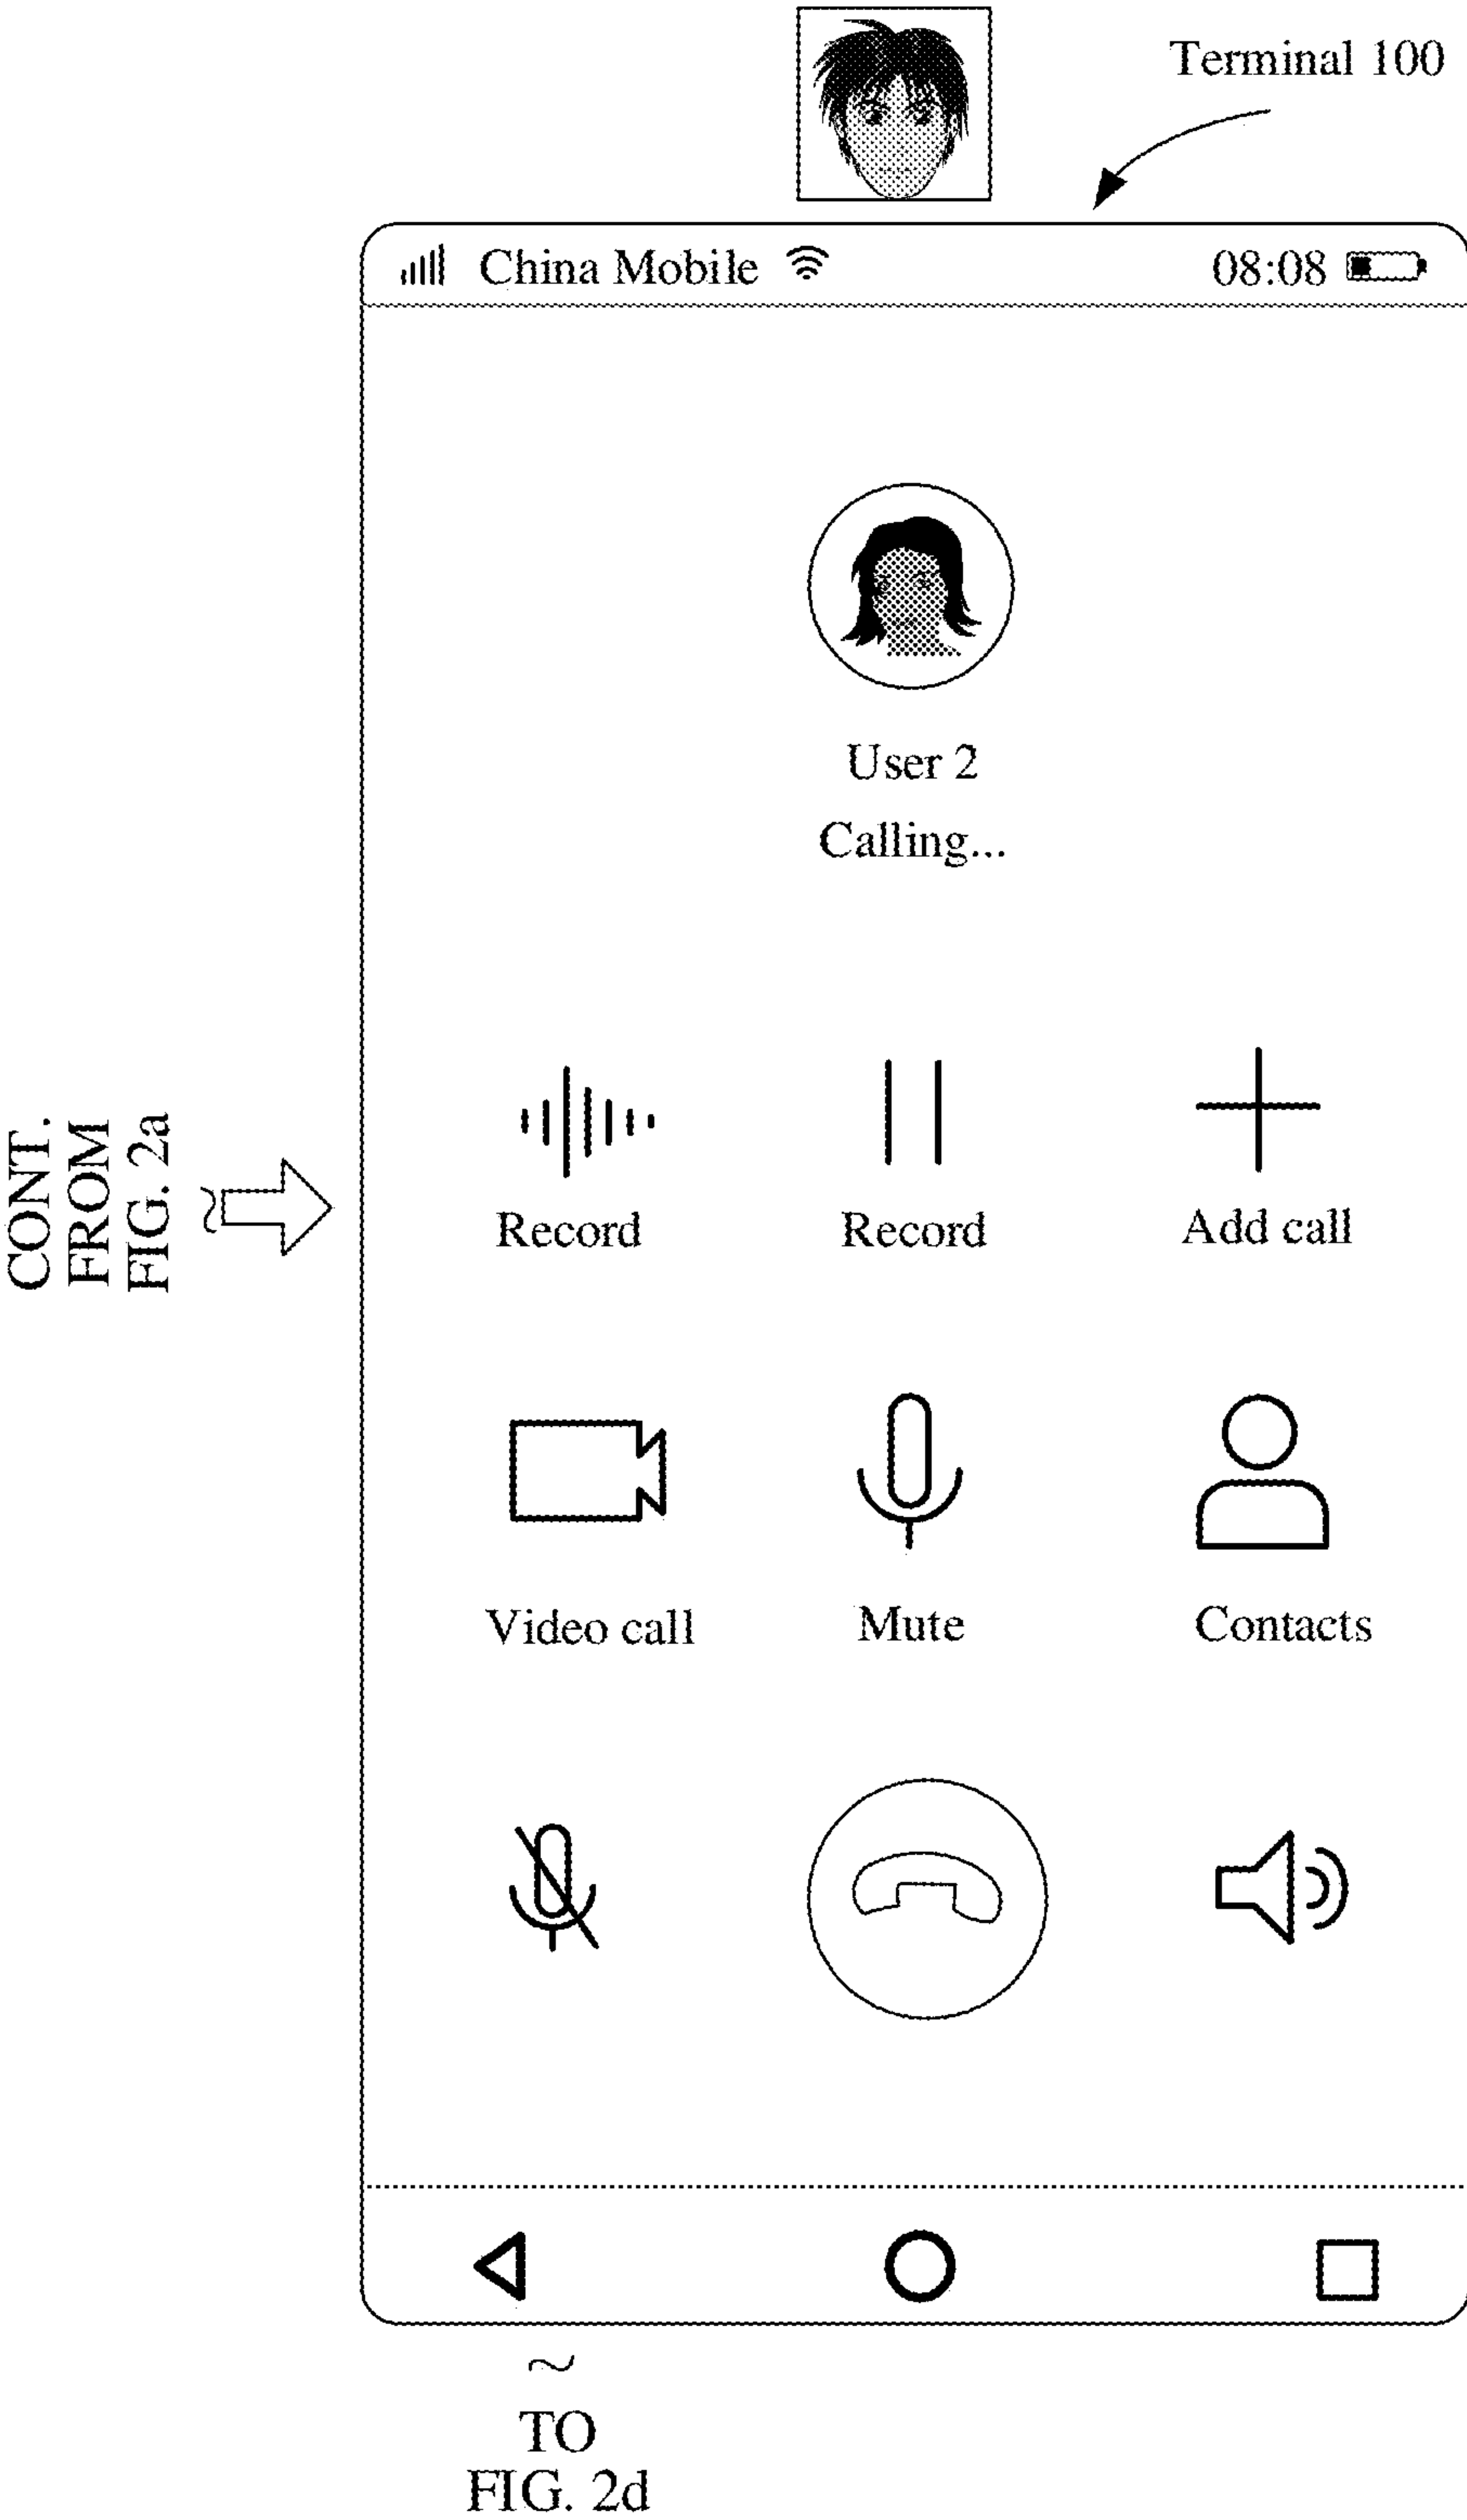 Terminal 100
China Mobile 08:08
User 2
Calling...
CONT.
FROM
FIG. 2a
Record Record Add call
Video call Mute Contacts
~
TO
FIG. 2d